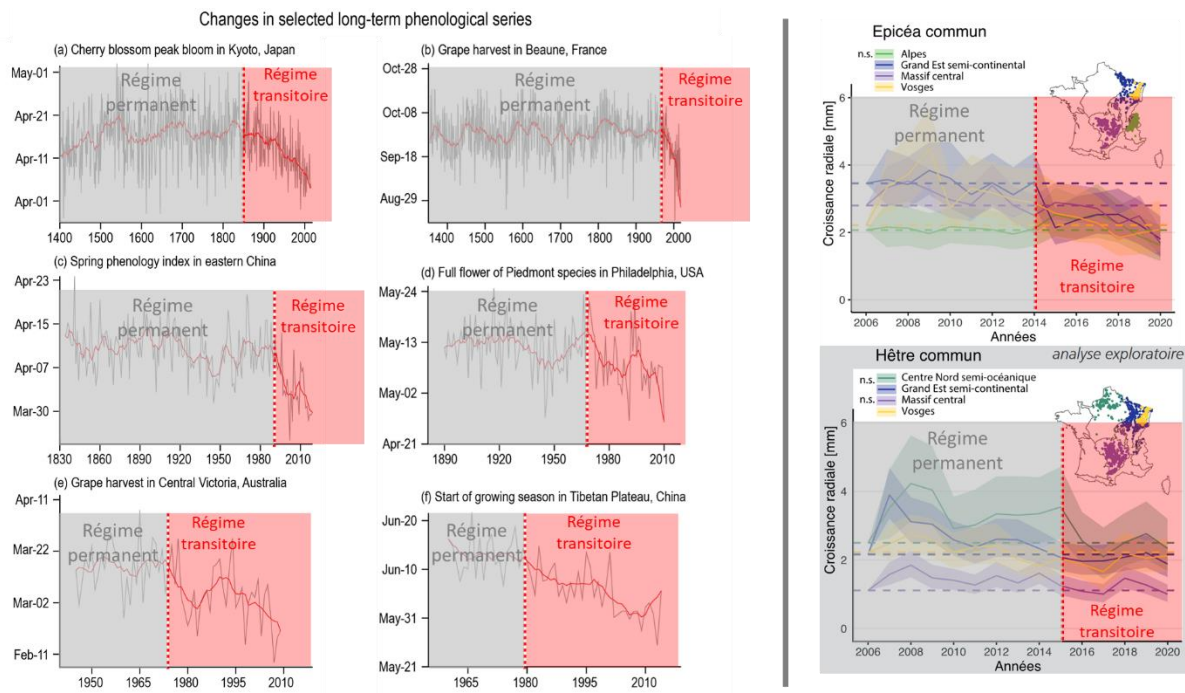 Changes in selected long-term phenological series
(a) Cherry blossom peak bloom in Kyoto, Japan
May-01
Apr-21
Apr-11
Apr-01
Régime
permanent
Régime
transitoire
1400 1500 1600 1700 1800 1900 2000
(b) Grape harvest in Beaune, France
Oct-28
Oct-08
Sep-18
Aug-29
Régime
permanent
Régime
transitoire
1400 1500 1600 1700 1800 1900 2000
(c) Spring phenology index in eastern China
Apr-23
Apr-15
Apr-07
Mar-30
Régime
permanent
Régime
transitoire
1830 1860 1890 1920 1950 1980 2010
(d) Full flower of Piedmont species in Philadelphia, USA
May-24
May-13
May-02
Apr-21
Régime
permanent
Régime
transitoire
1890 1910 1930 1950 1970 1990 2010
(e) Grape harvest in Central Victoria, Australia
Apr-11
Mar-22
Mar-02
Feb-11
Régime
permanent
Régime
transitoire
1950 1965 1980 1995 2010
(f) Start of growing season in Tibetan Plateau, China
Jun-20
Jun-10
May-31
May-21
Régime
permanent
Régime
transitoire
1965 1980 1995 2010
Epicéa commun
n.s. Alpes
Grand Est semi-continental
Massif central
Vosges
Croissance radiale [mm]
6
4
2
0
Régime
permanent
Régime
transitoire
2006 2008 2010 2012 2014 2016 2018 2020
Années
Hêtre commun
analyse exploratoire
n.s. Centre Nord semi-océanique
Grand Est semi-continental
n.s. Massif central
Vosges
Croissance radiale [mm]
6
4
2
0
Régime
permanent
Régime
transitoire
2006 2008 2010 2012 2014 2016 2018 2020
Années